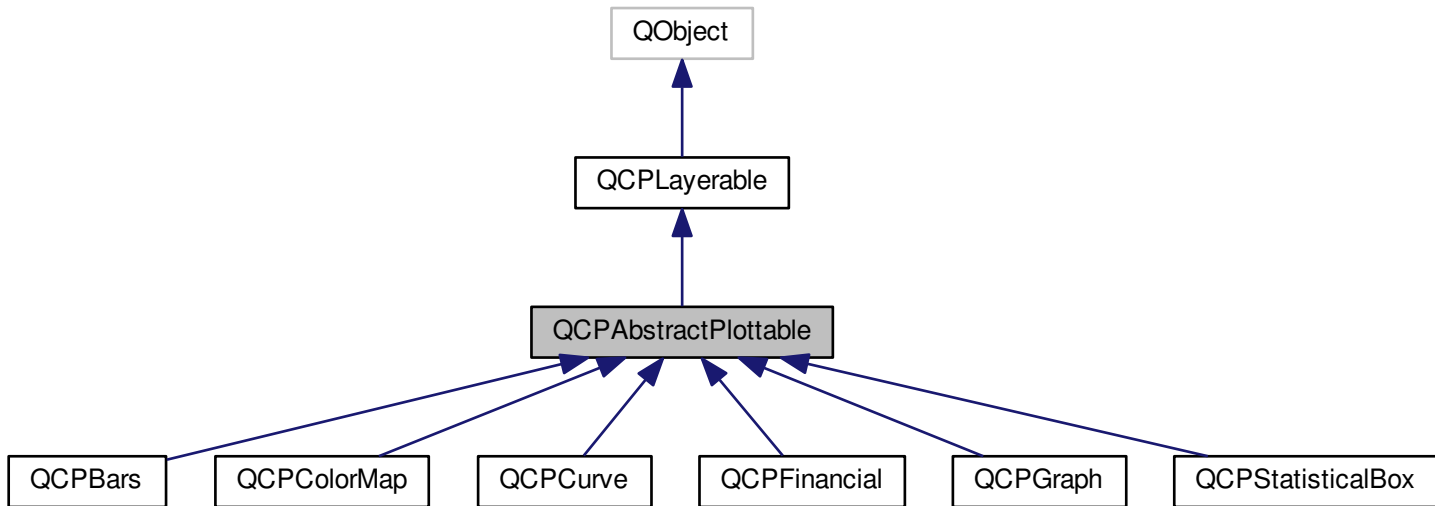 QObject
QCPLayerable
QCPAbstractPlottable
QCPBars
QCPColorMap
QCPCurve
QCPFinancial
QCPGraph
QCPStatisticalBox